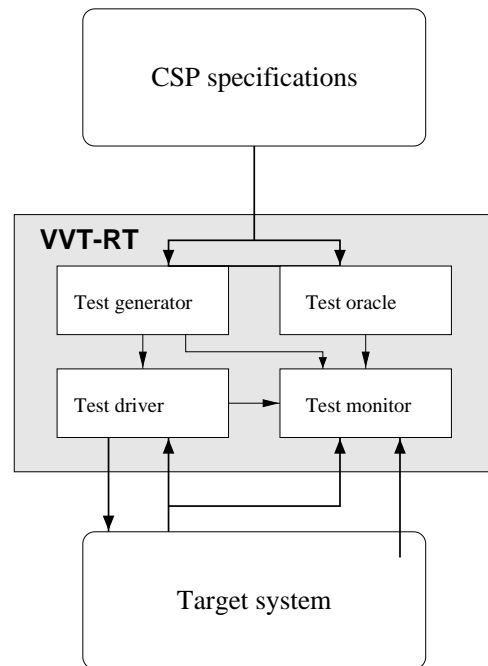 CSP specifications
VVT-RT
Test generator
Test oracle
Test driver
Test monitor
Target system